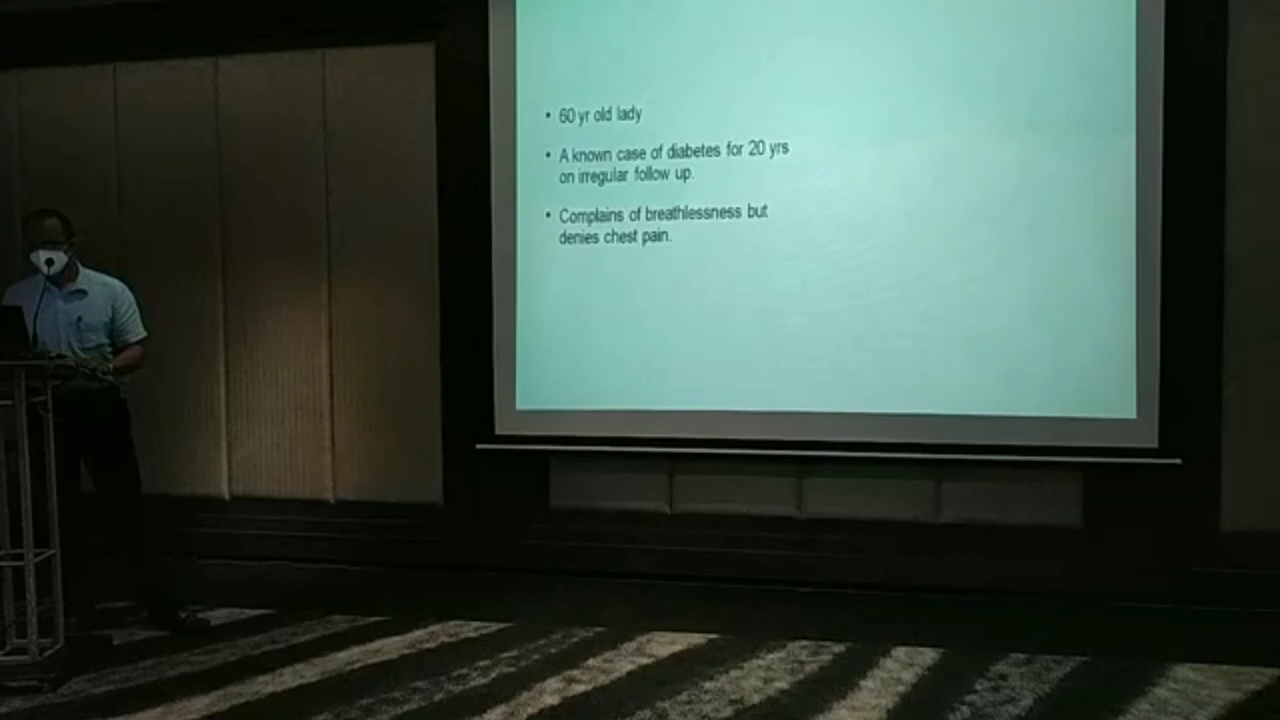 • 60 yr old lady
• A known case of diabetes for 20 yrs
on irregular follow up.
• Complains of breathlessness but
denies chest pain.